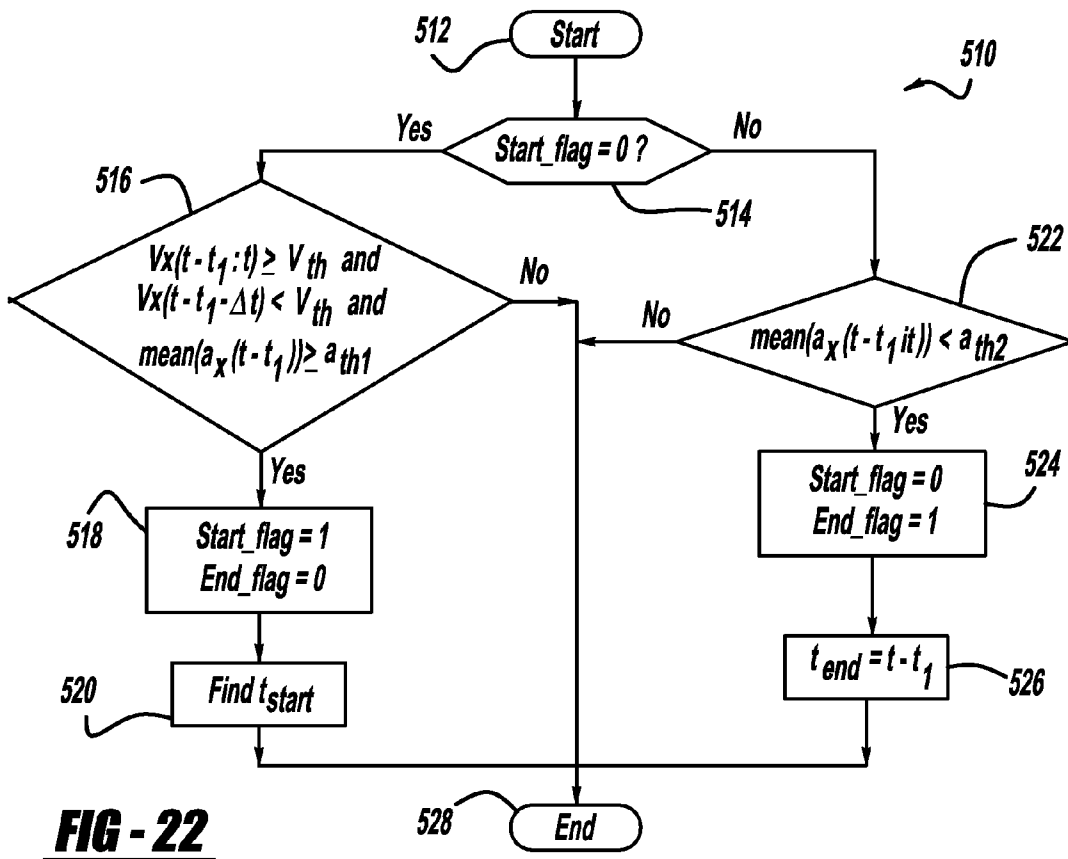 512
Start
510
Yes
Start_flag = 0 ?
No
514
516
Vx(t - t1 : t) ≥ Vth and
Vx(t - t1 - Δt) < Vth and
mean(ax (t - t1)) ≥ ath1
No
522
No
mean(ax (t - t1 it)) < ath2
Yes
Yes
518
Start_flag = 1
End_flag = 0
Start_flag = 0
End_flag = 1
524
520
Find tstart
tend = t - t1
526
528
End
FIG - 22